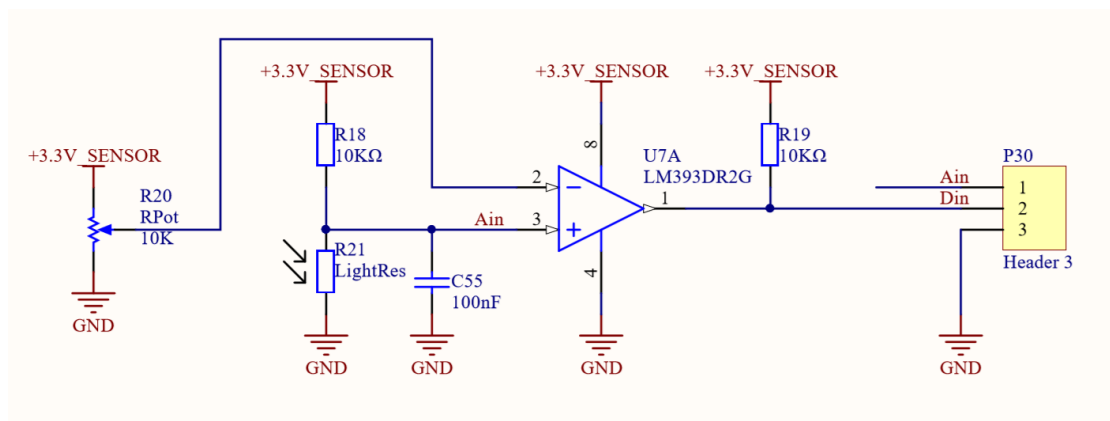 +3.3V_SENSOR
R20
RPot
10K
GND
+3.3V_SENSOR
R18
10KΩ
Ain
R21
LightRes
GND
C55
100nF
GND
+3.3V_SENSOR
8
2
3
1
4
U7A
LM393DR2G
GND
+3.3V_SENSOR
R19
10KΩ
P30
Ain
1
Din
2
3
Header 3
GND